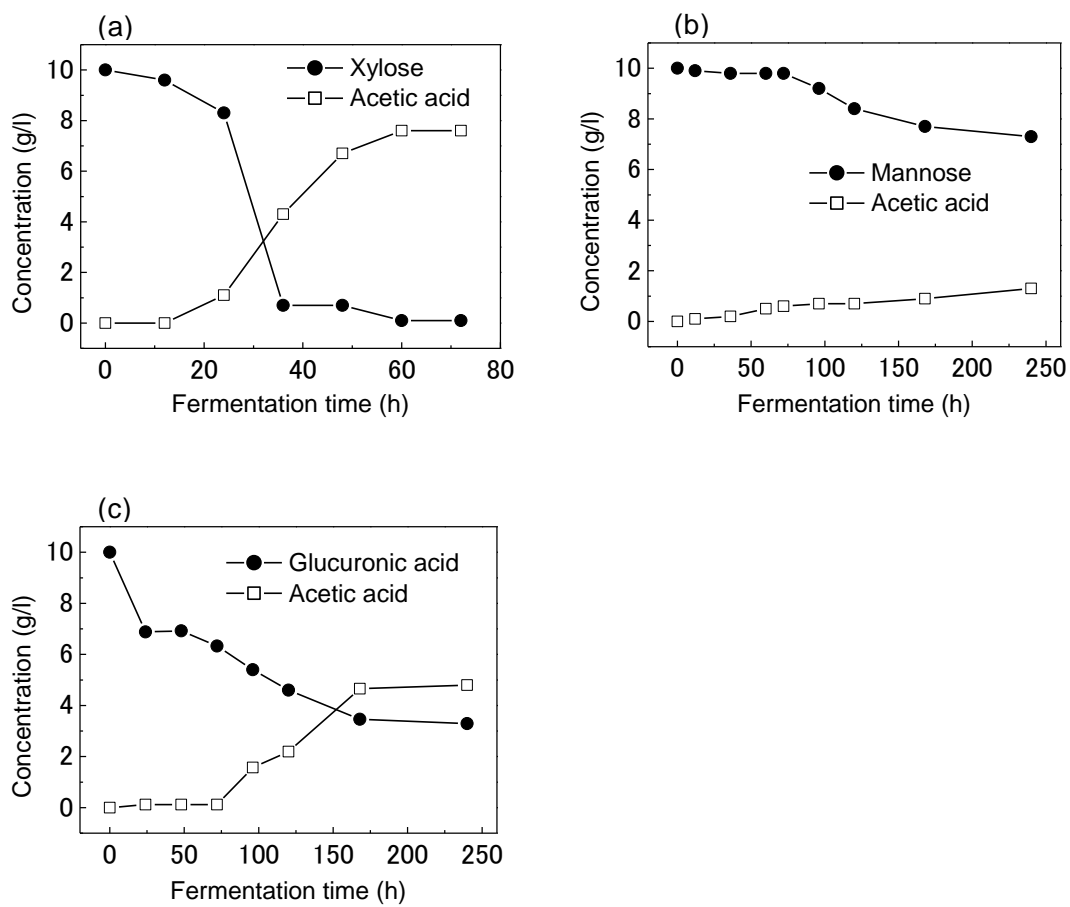 (a)
Xylose
Acetic acid
Concentration (g/l)
10
8
6
4
2
0
0 20 40 60 80
Fermentation time (h)
(b)
Mannose
Acetic acid
Concentration (g/l)
10
8
6
4
2
0
0 50 100 150 200 250
Fermentation time (h)
(c)
Glucuronic acid
Acetic acid
Concentration (g/l)
10
8
6
4
2
0
0 50 100 150 200 250
Fermentation time (h)